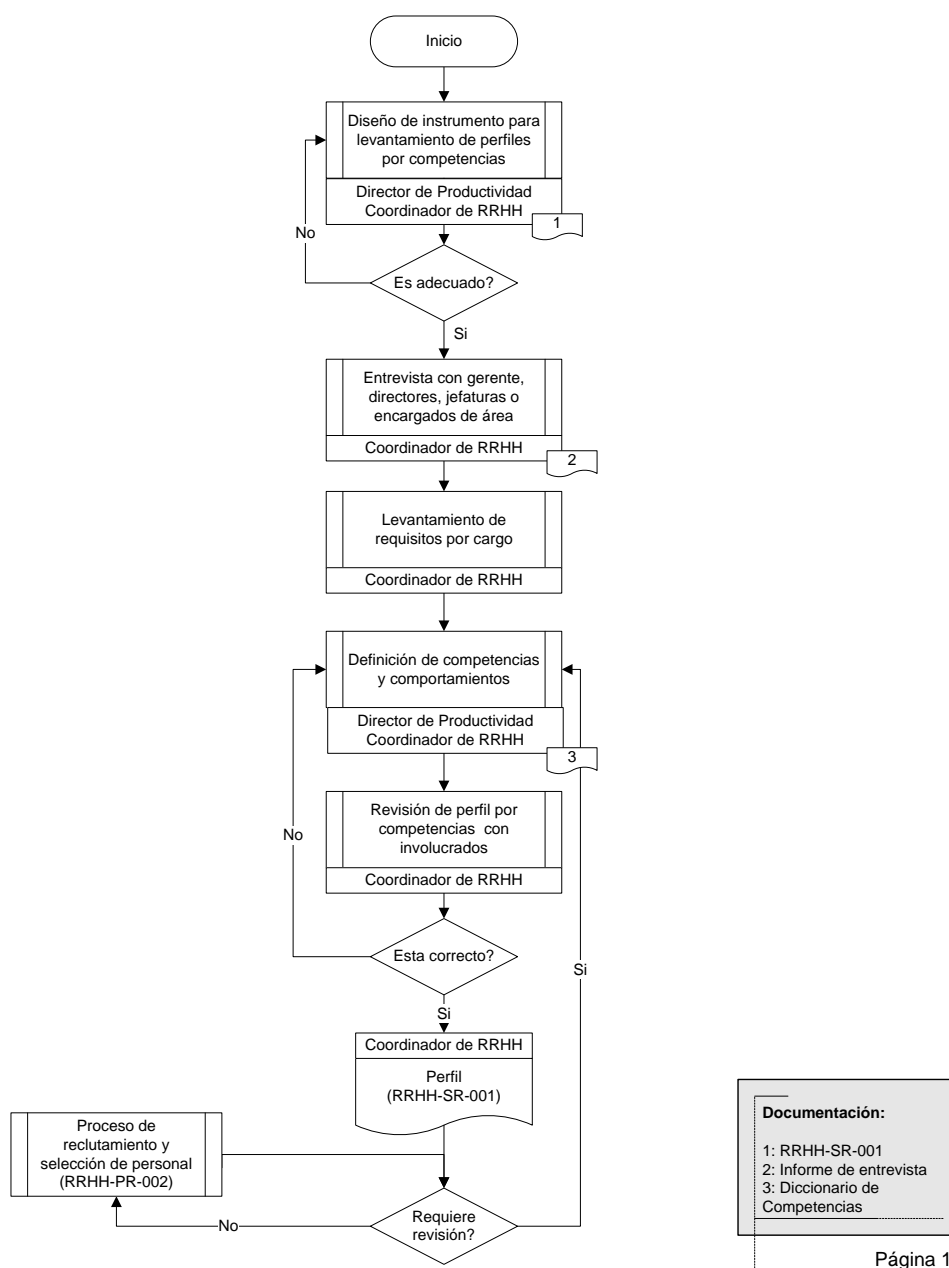 Inicio
Diseño de instrumento para
levantamiento de perfiles
por competencias
Director de Productividad
Coordinador de RRHH
1
No
Es adecuado?
Si
Entrevista con gerente,
directores, jefaturas o
encargados de área
Coordinador de RRHH
2
Levantamiento de
requisitos por cargo
Coordinador de RRHH
Definición de competencias
y comportamientos
Director de Productividad
Coordinador de RRHH
3
Revisión de perfil por
competencias con
involucrados
Coordinador de RRHH
No
Esta correcto?
Si
Si
Coordinador de RRHH
Perfil
(RRHH-SR-001)
Proceso de
reclutamiento y
selección de personal
(RRHH-PR-002)
No
Requiere
revisión?
Documentación:
1: RRHH-SR-001
2: Informe de entrevista
3: Diccionario de
Competencias
Página 1